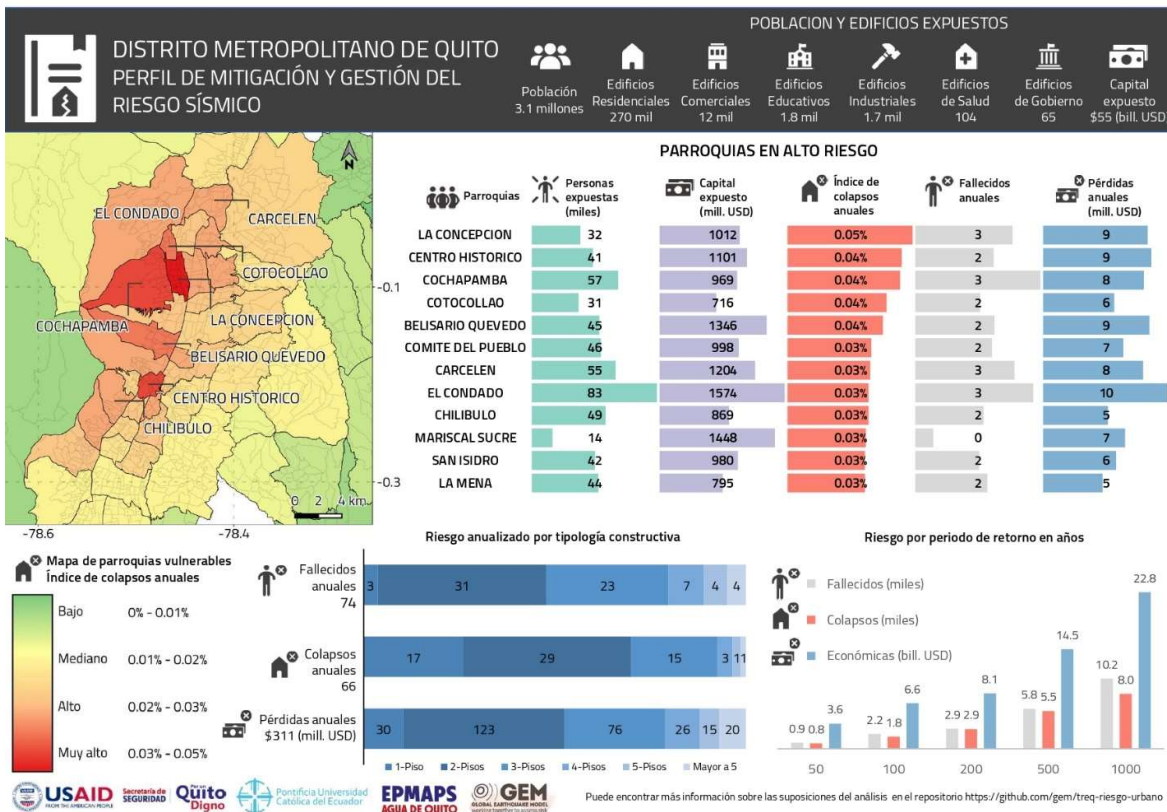 DISTRITO METROPOLITANO DE QUITO
PERFIL DE MITIGACIÓN Y GESTIÓN DEL
RIESGO SÍSMICO
POBLACION Y EDIFICIOS EXPUESTOS
Población
3.1 millones
Edificios
Residenciales
270 mil
Edificios
Comerciales
12 mil
Edificios
Educativos
1.8 mil
Edificios
Industriales
1.7 mil
Edificios
de Salud
104
Edificios
de Gobierno
65
Capital
expuesto
$55 (bill. USD)
N
EL CONDADO
CARCELEN
COTOCOLLAO
COCHAPAMBA
LA CONCEPCION
BELISARIO QUEVEDO
CENTRO HISTORICO
CHILIBULO
0 2 4 km
-0.1
-0.3
-78.6 -78.4
PARROQUIAS EN ALTO RIESGO
Parroquias
Personas
expuestas
(miles)
Capital
expuesto
(mill. USD)
Índice de
colapsos
anuales
Fallecidos
anuales
Pérdidas
anuales
(mill. USD)
LA CONCEPCION 32 1012 0.05% 3 9
CENTRO HISTORICO 41 1101 0.04% 2 9
COCHAPAMBA 57 969 0.04% 3 8
COTOCOLLAO 31 716 0.04% 2 6
BELISARIO QUEVEDO 45 1346 0.04% 2 9
COMITE DEL PUEBLO 46 998 0.03% 2 7
CARCELEN 55 1204 0.03% 3 8
EL CONDADO 83 1574 0.03% 3 10
CHILIBULO 49 869 0.03% 2 5
MARISCAL SUCRE 14 1448 0.03% 0 7
SAN ISIDRO 42 980 0.03% 2 6
LA MENA 44 795 0.03% 2 5
Mapa de parroquias vulnerables
Índice de colapsos anuales
Bajo 0% - 0.01%
Mediano 0.01% - 0.02%
Alto 0.02% - 0.03%
Muy alto 0.03% - 0.05%
Riesgo anualizado por tipología constructiva
Fallecidos
anuales
74
3 31 23 7 4 4
Colapsos
anuales
66
17 29 15 3 1 1
Pérdidas anuales
$311 (mill. USD)
30 123 76 26 15 20
1-Piso 2-Pisos 3-Pisos 4-Pisos 5-Pisos Mayor a 5
Riesgo por periodo de retorno en años
Fallecidos (miles)
Colapsos (miles)
Económicas (bill. USD)
0.9 0.8 3.6
2.2 1.8 6.6
2.9 2.9 8.1
5.8 5.5 14.5
10.2 8.0 22.8
50 100 200 500 1000
USAID
FROM THE AMERICAN PEOPLE
Secretaría de
SEGURIDAD
Por un
Quito
Digno
Pontificia Universidad
Católica del Ecuador
EPMAPS
AGUA DE QUITO
GEM
GLOBAL EARTHQUAKE MODEL
Puede encontrar más información sobre las suposiciones del análisis en el repositorio https://github.com/gem/treq-riesgo-urbano